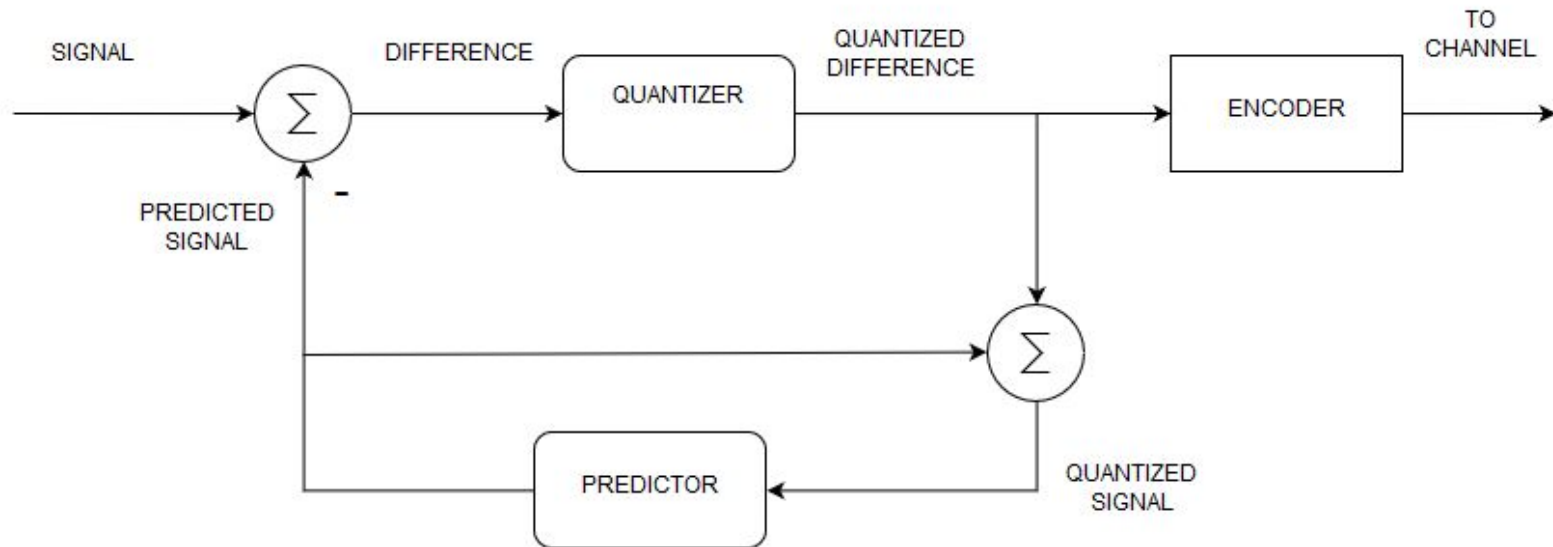 SIGNAL
DIFFERENCE
QUANTIZED
DIFFERENCE
TO
CHANNEL
Σ
QUANTIZER
ENCODER
-
PREDICTED
SIGNAL
Σ
PREDICTOR
QUANTIZED
SIGNAL